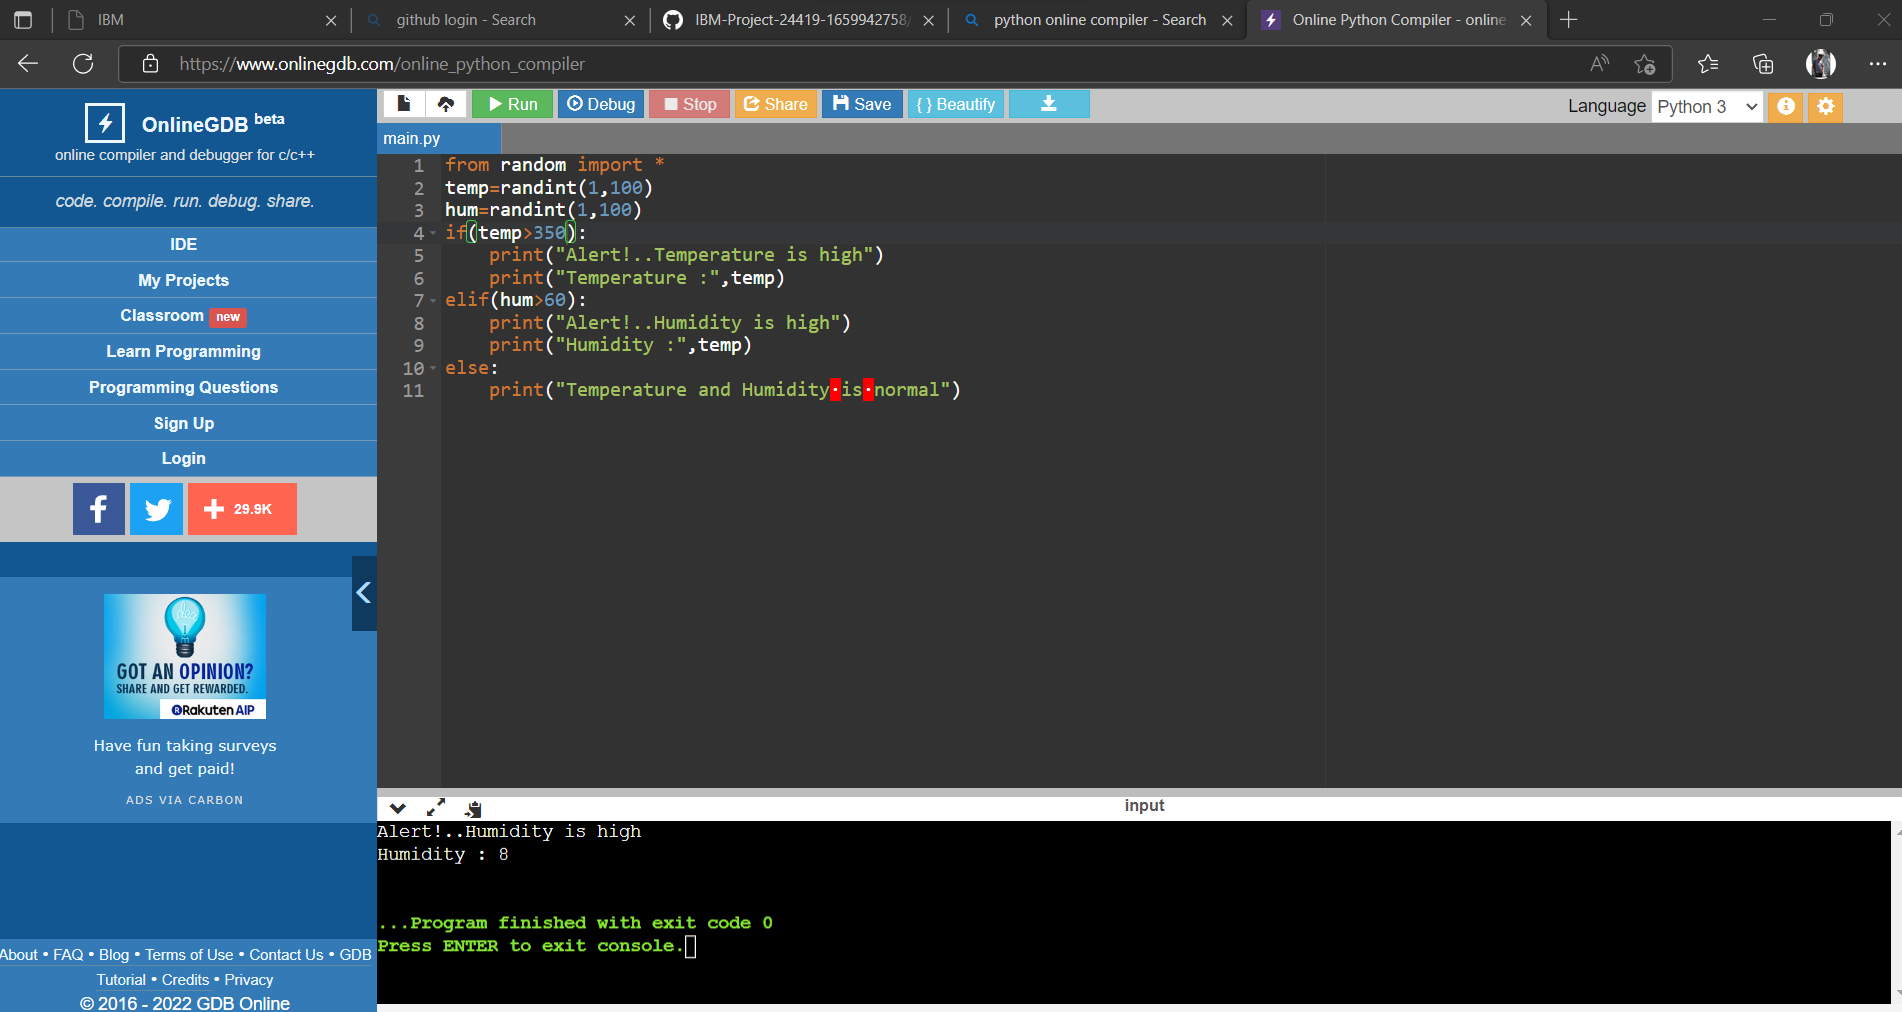 IBM
github login - Search
IBM-Project-24419-1659942758/
python online compiler - Search
Online Python Compiler - online
https://www.onlinegdb.com/online_python_compiler
OnlineGDB beta
online compiler and debugger for c/c++
code. compile. run. debug. share.
IDE
My Projects
Classroom new
Learn Programming
Programming Questions
Sign Up
Login
29.9K
GOT AN OPINION?
SHARE AND GET REWARDED.
Rakuten AIP
Have fun taking surveys
and get paid!
ADS VIA CARBON
About • FAQ • Blog • Terms of Use • Contact Us • GDB
Tutorial • Credits • Privacy
© 2016 - 2022 GDB Online
Run Debug Stop Share Save { } Beautify
Language Python 3
main.py
1 from random import *
2 temp=randint(1,100)
3 hum=randint(1,100)
4 if(temp>350):
5 print("Alert!..Temperature is high")
6 print("Temperature :",temp)
7 elif(hum>60):
8 print("Alert!..Humidity is high")
9 print("Humidity :",temp)
10 else:
11 print("Temperature and Humidity·is·normal")
input
Alert!..Humidity is high
Humidity : 8
...Program finished with exit code 0
Press ENTER to exit console.